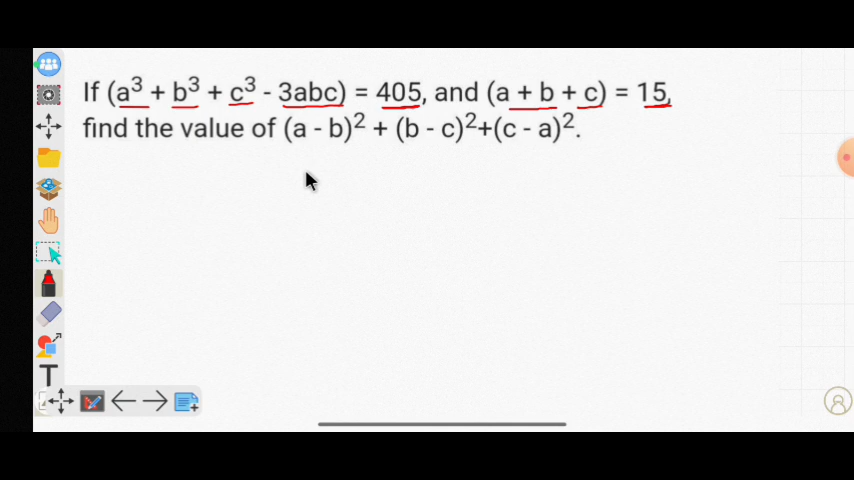 If (a³ + b³ + c³ - 3abc) = 405, and (a + b + c) = 15,
find the value of (a - b)² + (b - c)²+(c - a)².
T